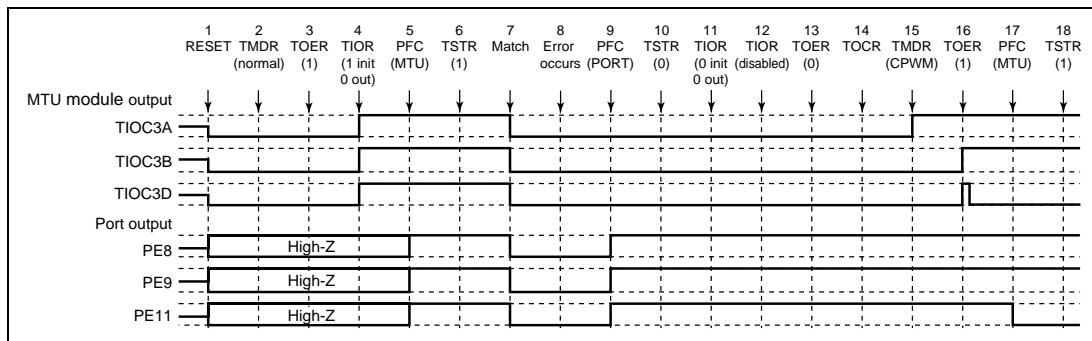 1 2 3 4 5 6 7 8 9 10 11 12 13 14 15 16 17 18
RESET TMDR TOER TIOR PFC TSTR Match Error PFC TSTR TIOR TIOR TOER TOCR TMDR TOER PFC TSTR
(normal) (1) (1 init (MTU) (1) occurs (PORT) (0) (0 init (disabled) (0) (CPWM) (1) (MTU) (1)
0 out) 0 out)
MTU module output
TIOC3A
TIOC3B
TIOC3D
Port output
PE8 High-Z
PE9 High-Z
PE11 High-Z